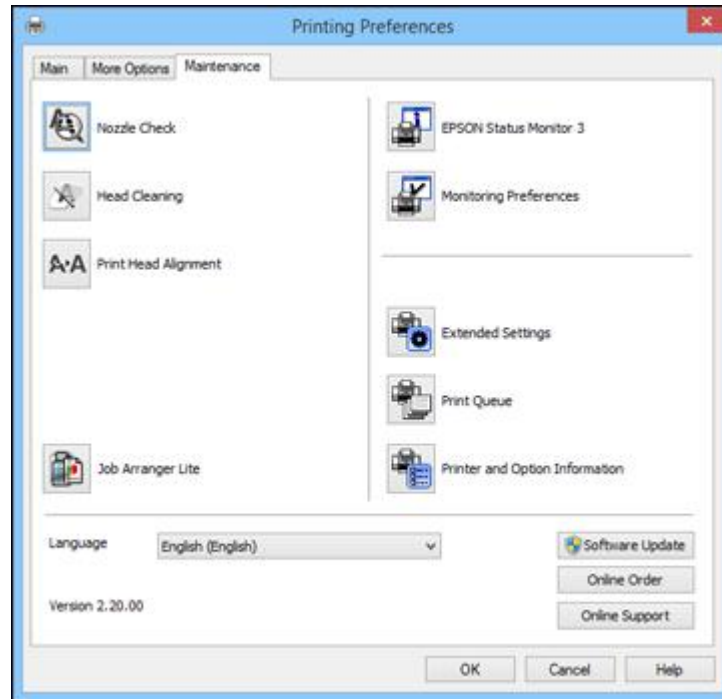 Printing Preferences
Main
More Options
Maintenance
Nozzle Check
EPSON Status Monitor 3
Head Cleaning
Monitoring Preferences
A·A Print Head Alignment
Extended Settings
Print Queue
Job Arranger Lite
Printer and Option Information
Language
English (English)
Software Update
Online Order
Version 2.20.00
Online Support
OK
Cancel
Help